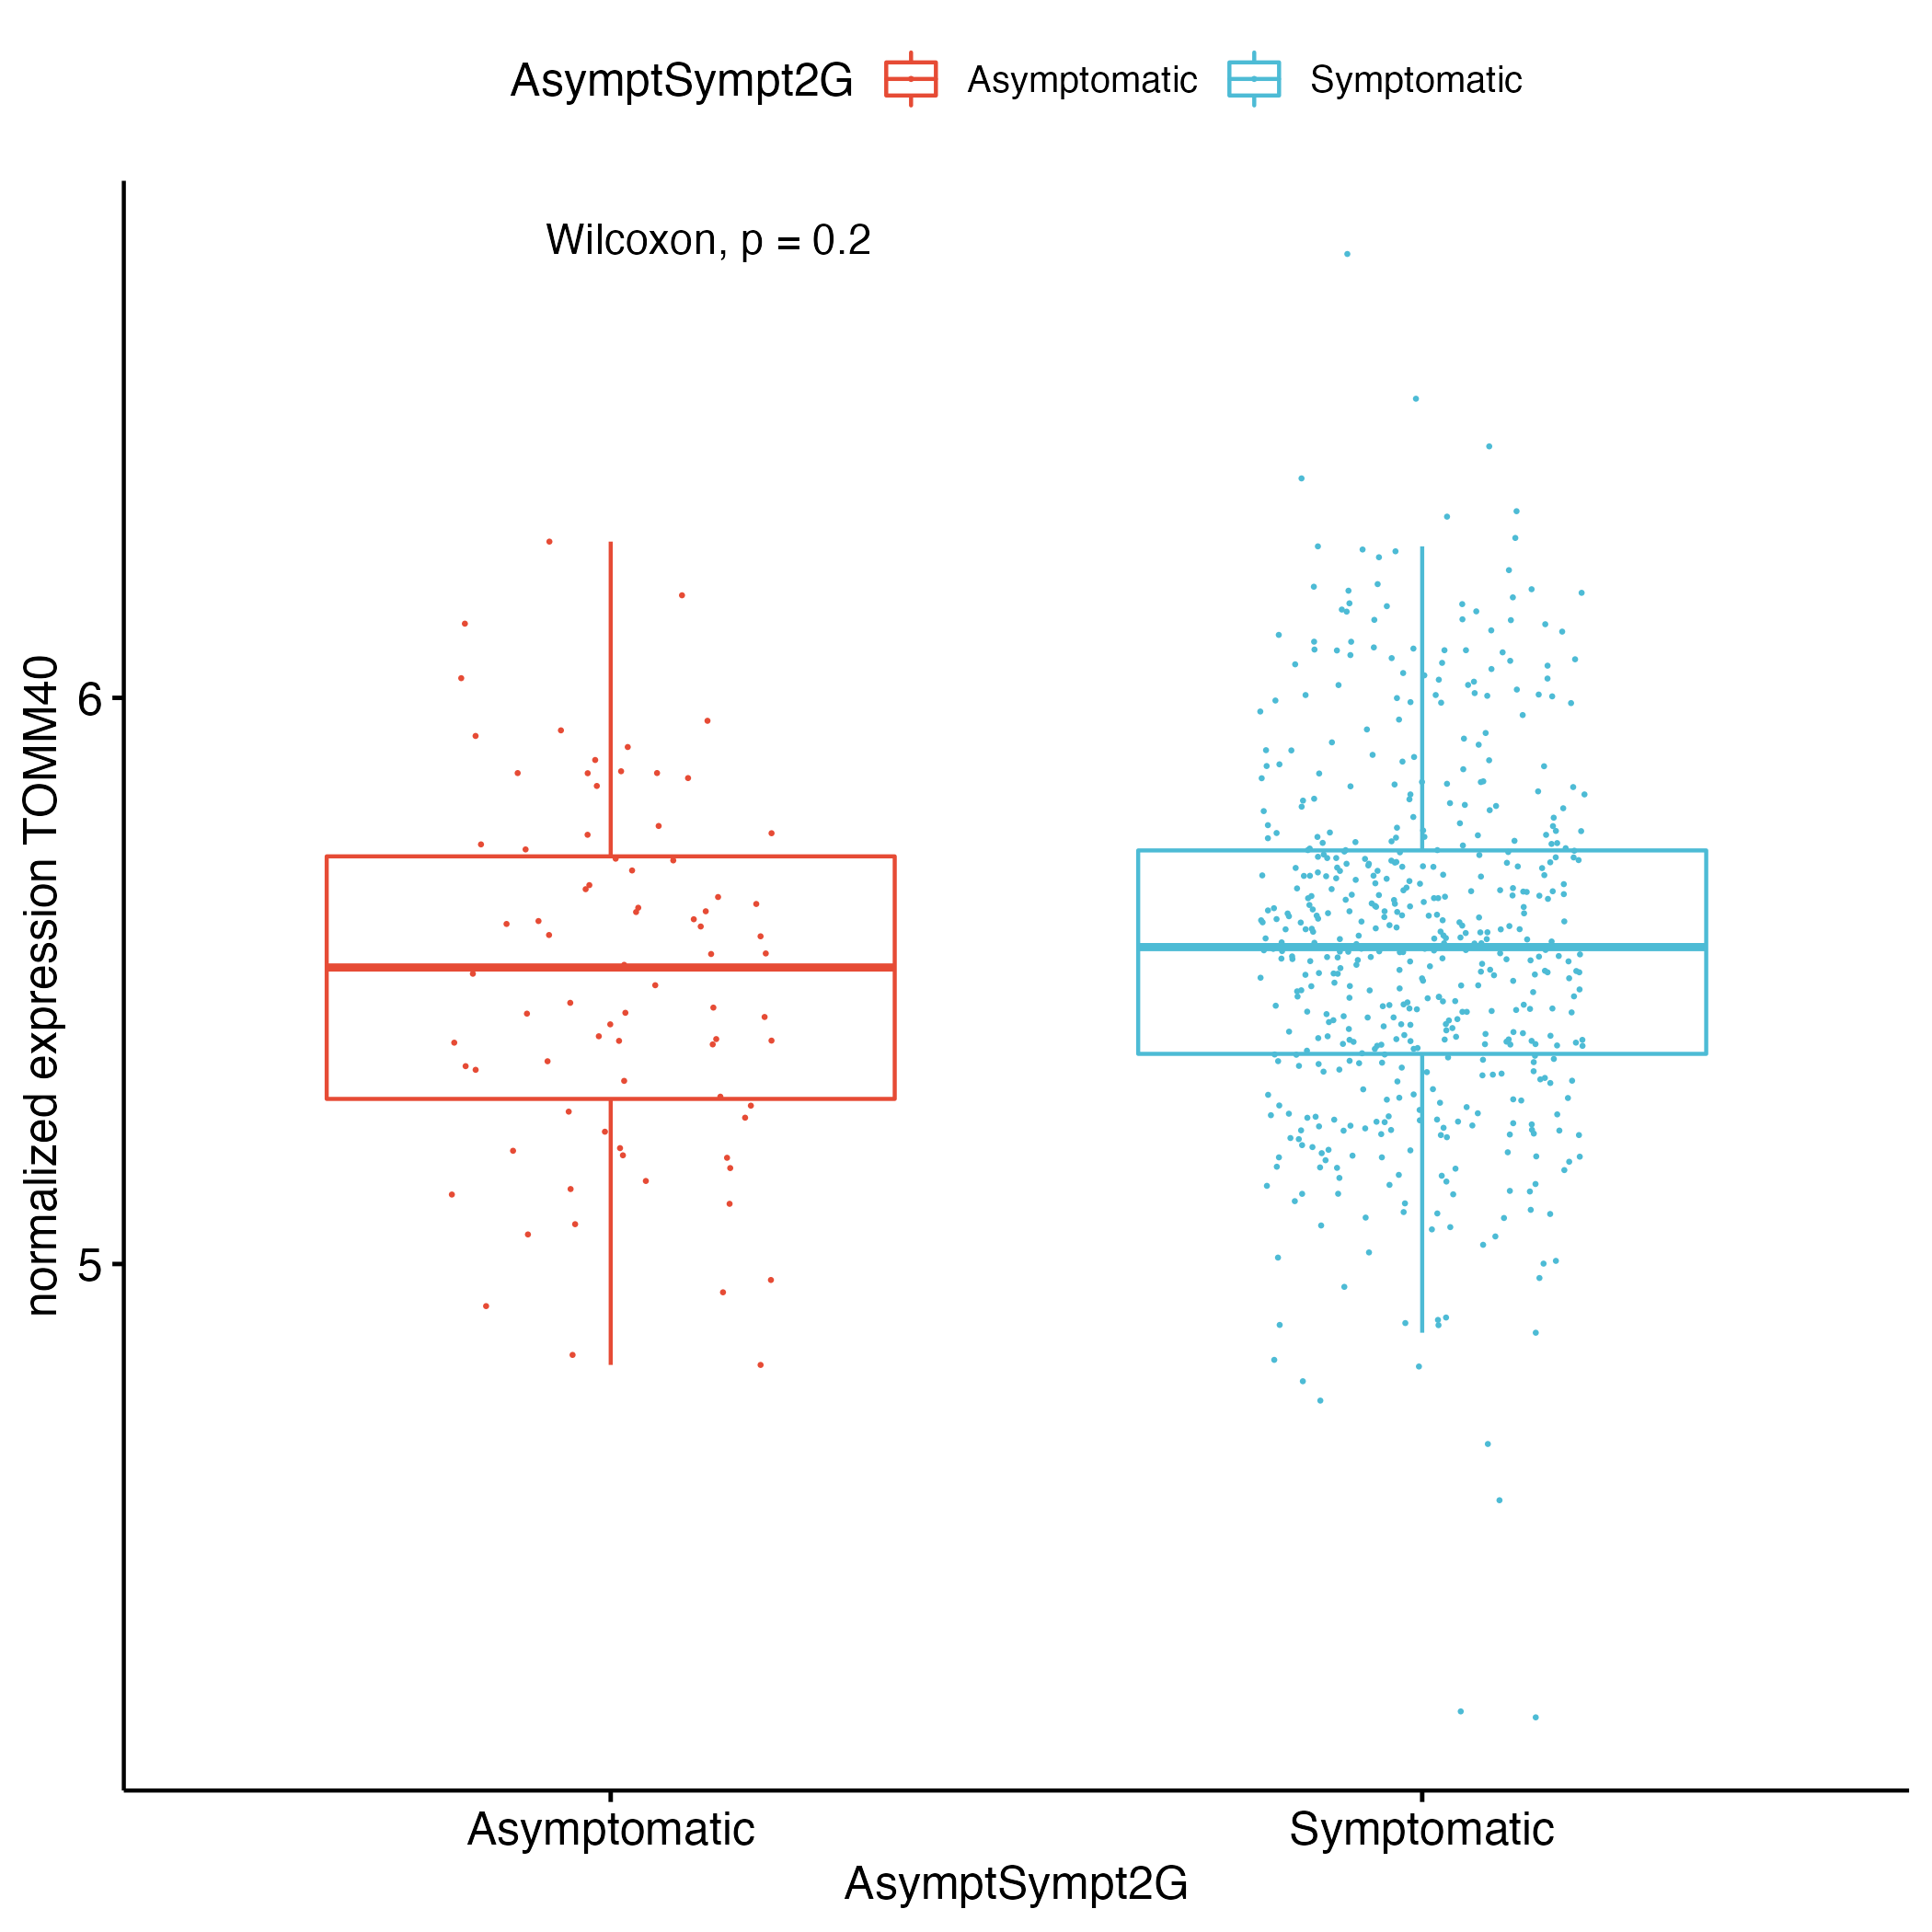 AsymptSympt2G Asymptomatic Symptomatic
Wilcoxon, p = 0.2
normalized expression TOMM40
6
5
Asymptomatic Symptomatic
AsymptSympt2G